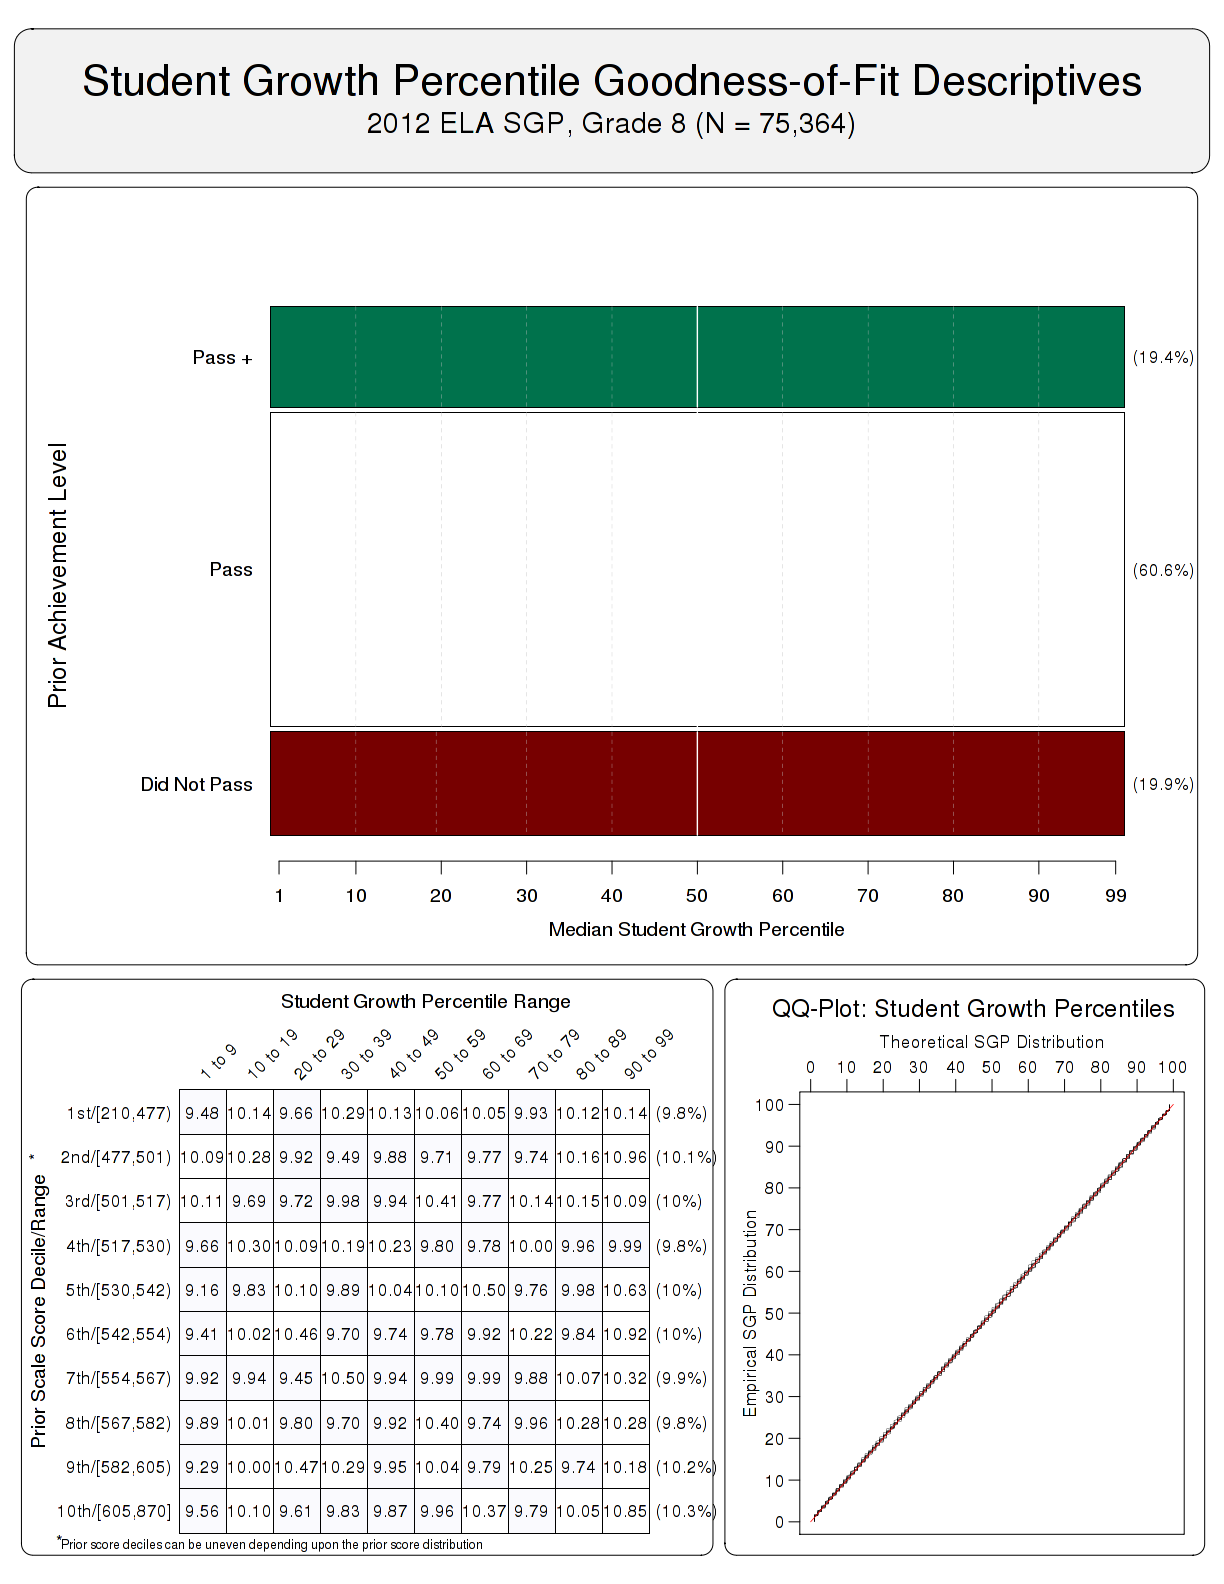 Student Growth Percentile Goodness-of-Fit Descriptives
2012 ELA SGP, Grade 8 (N = 75,364)
Prior Achievement Level
Pass +
(19.4%)
Pass
(60.6%)
Did Not Pass
(19.9%)
1 10 20 30 40 50 60 70 80 90 99
Median Student Growth Percentile
Student Growth Percentile Range
1 to 9 10 to 19 20 to 29 30 to 39 40 to 49 50 to 59 60 to 69 70 to 79 80 to 89 90 to 99
Prior Scale Score Decile/Range *
1st/[210,477) 9.48 10.14 9.66 10.29 10.13 10.06 10.05 9.93 10.12 10.14 (9.8%)
2nd/[477,501) 10.09 10.28 9.92 9.49 9.88 9.71 9.77 9.74 10.16 10.96 (10.1%)
3rd/[501,517) 10.11 9.69 9.72 9.98 9.94 10.41 9.77 10.14 10.15 10.09 (10%)
4th/[517,530) 9.66 10.30 10.09 10.19 10.23 9.80 9.78 10.00 9.96 9.99 (9.8%)
5th/[530,542) 9.16 9.83 10.10 9.89 10.04 10.10 10.50 9.76 9.98 10.63 (10%)
6th/[542,554) 9.41 10.02 10.46 9.70 9.74 9.78 9.92 10.22 9.84 10.92 (10%)
7th/[554,567) 9.92 9.94 9.45 10.50 9.94 9.99 9.99 9.88 10.07 10.32 (9.9%)
8th/[567,582) 9.89 10.01 9.80 9.70 9.92 10.40 9.74 9.96 10.28 10.28 (9.8%)
9th/[582,605) 9.29 10.00 10.47 10.29 9.95 10.04 9.79 10.25 9.74 10.18 (10.2%)
10th/[605,870] 9.56 10.10 9.61 9.83 9.87 9.96 10.37 9.79 10.05 10.85 (10.3%)
*Prior score deciles can be uneven depending upon the prior score distribution
QQ-Plot: Student Growth Percentiles
Theoretical SGP Distribution
0 10 20 30 40 50 60 70 80 90 100
Empirical SGP Distribution
100
90
80
70
60
50
40
30
20
10
0